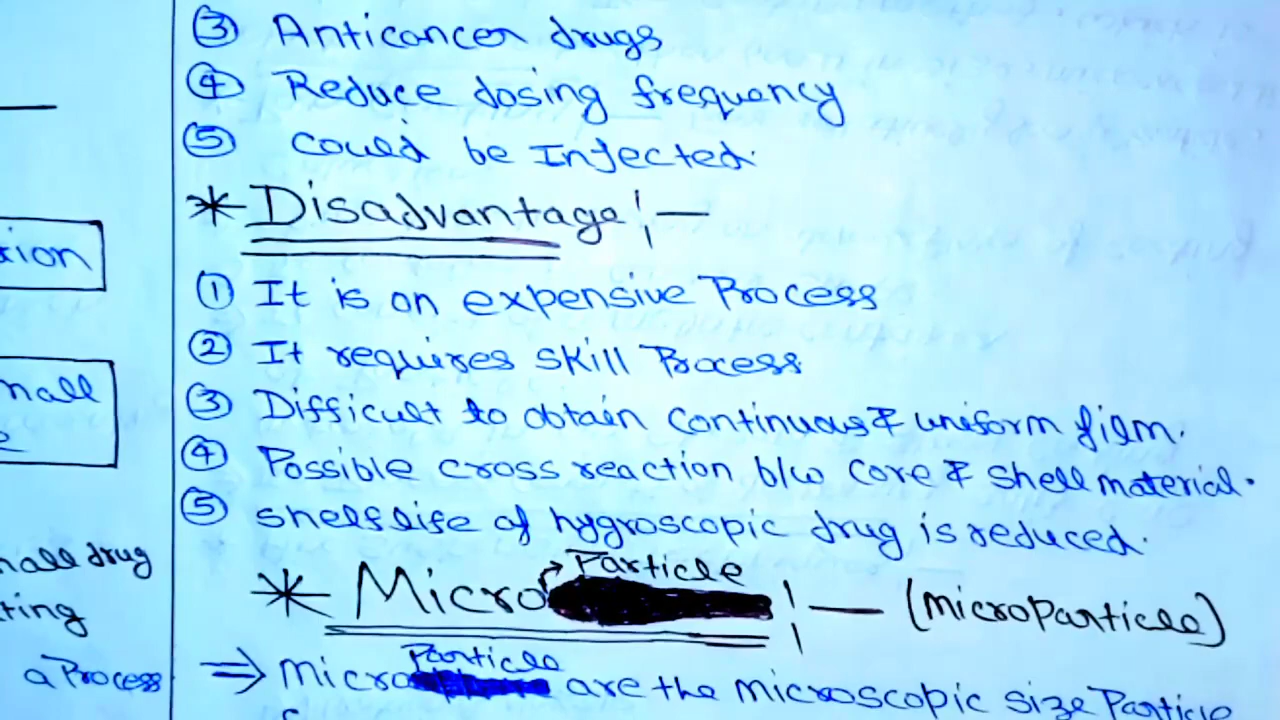 ③ Anticancer drugs
④ Reduce dosing frequency
⑤ Could be Injected.
* Disadvantage :—
① It is on expensive Process
② It requires skill Process
③ Difficult to obtain continuous & uniform film.
④ Possible cross reaction b/w core & shell material.
⑤ shelf life of hygroscopic drug is reduced.
* Micro Particle :— (microparticle)
⇒ micro Particle are the microscopic size Particle
nall
nall drug
ting
a Process